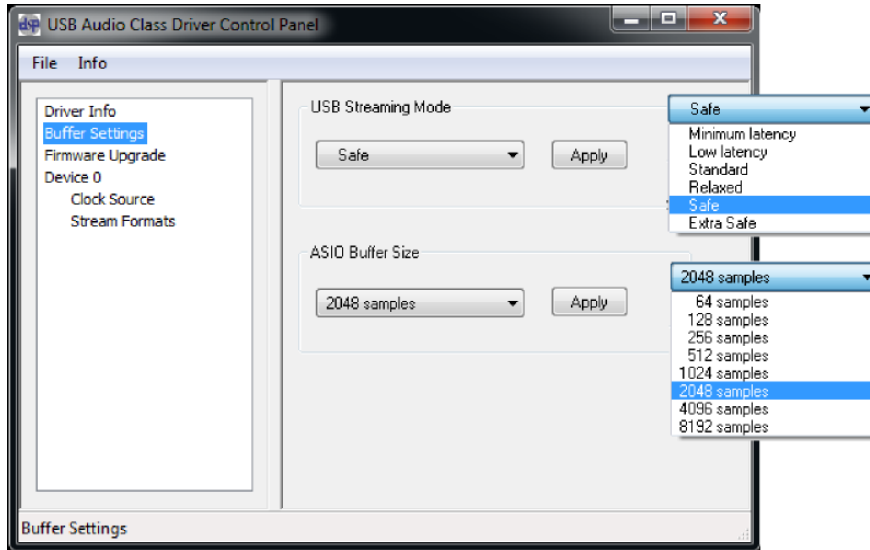 dsp USB Audio Class Driver Control Panel
File Info
Driver Info
Buffer Settings
Firmware Upgrade
Device 0
Clock Source
Stream Formats
USB Streaming Mode
Safe Apply
ASIO Buffer Size
2048 samples Apply
Safe
Minimum latency
Low latency
Standard
Relaxed
Safe
Extra Safe
2048 samples
64 samples
128 samples
256 samples
512 samples
1024 samples
2048 samples
4096 samples
8192 samples
Buffer Settings